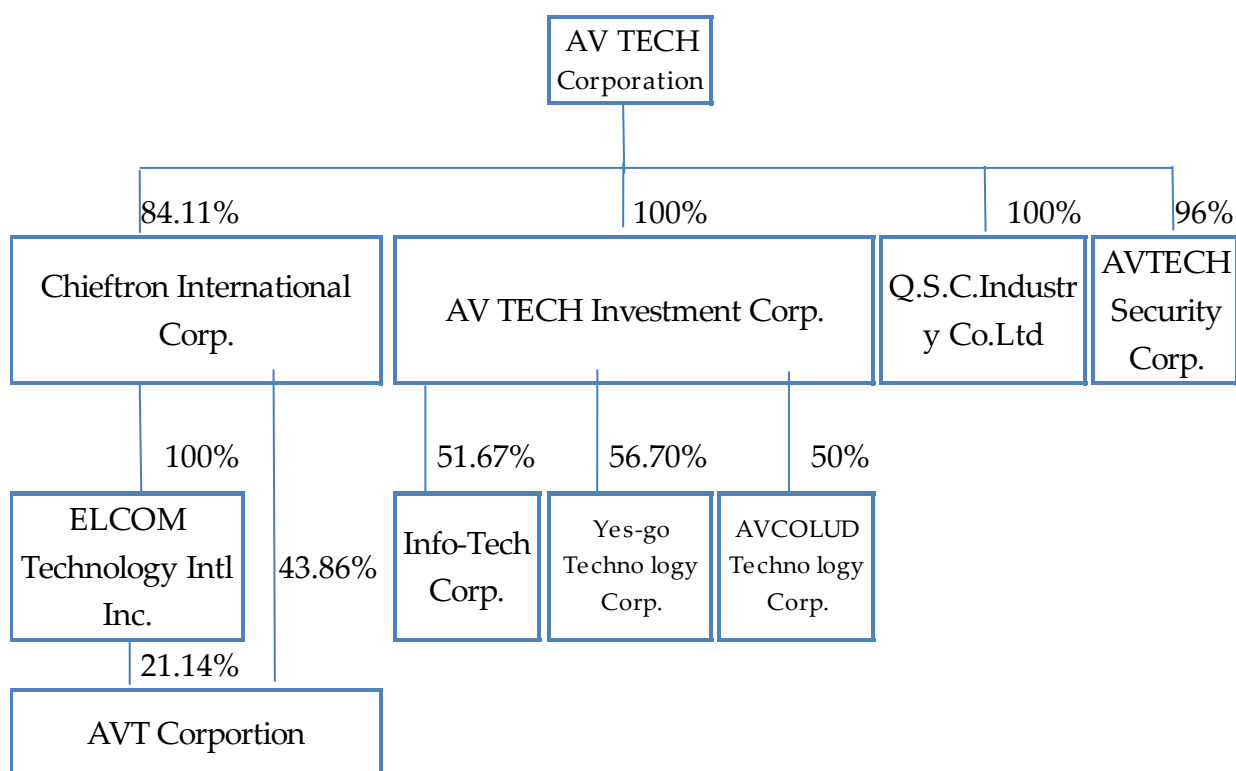 AV TECH
Corporation
84.11%
100%
100%
96%
Chieftron International
Corp.
AV TECH Investment Corp.
Q.S.C.Industr
y Co.Ltd
AVTECH
Security
Corp.
100%
51.67%
56.70%
50%
ELCOM
Technology Intl
Inc.
43.86%
Info-Tech
Corp.
Yes-go
Techno logy
Corp.
AVCOLUD
Techno logy
Corp.
21.14%
AVT Corportion